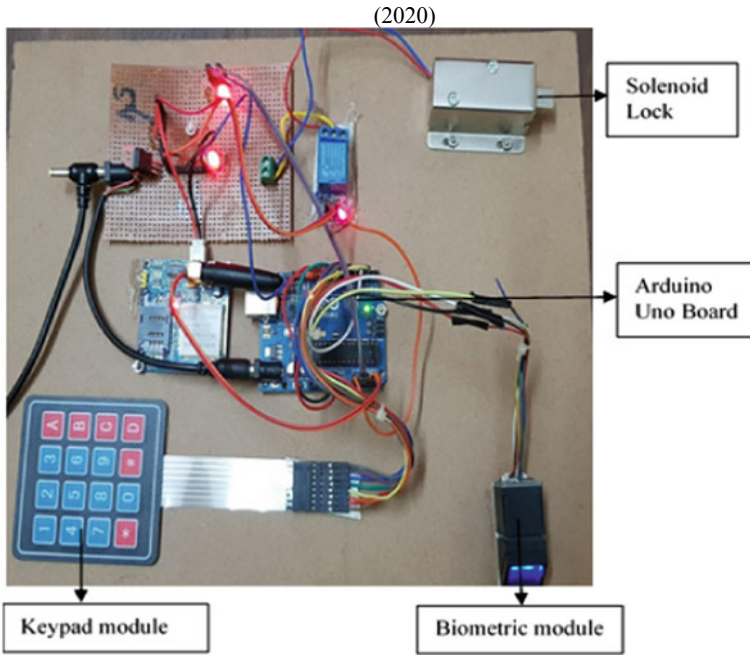 (2020)
Solenoid
Lock
Arduino
Uno Board
A B C D
3 6 9 #
2 5 8 0
1 4 7 *
Keypad module
Biometric module